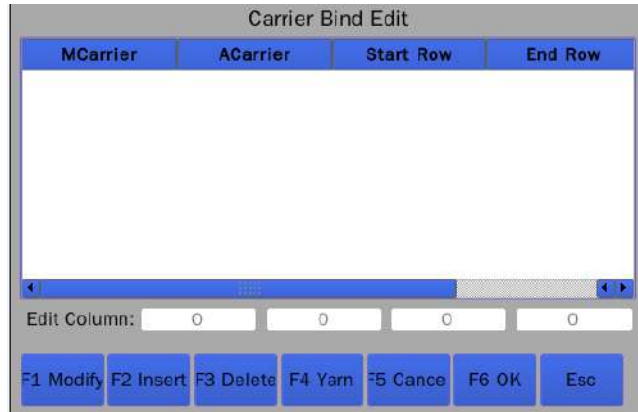 Carrier Bind Edit
MCarrier ACarrier Start Row End Row
Edit Column: 0 0 0 0
F1 Modify F2 Insert F3 Delete F4 Yarn F5 Cance F6 OK Esc